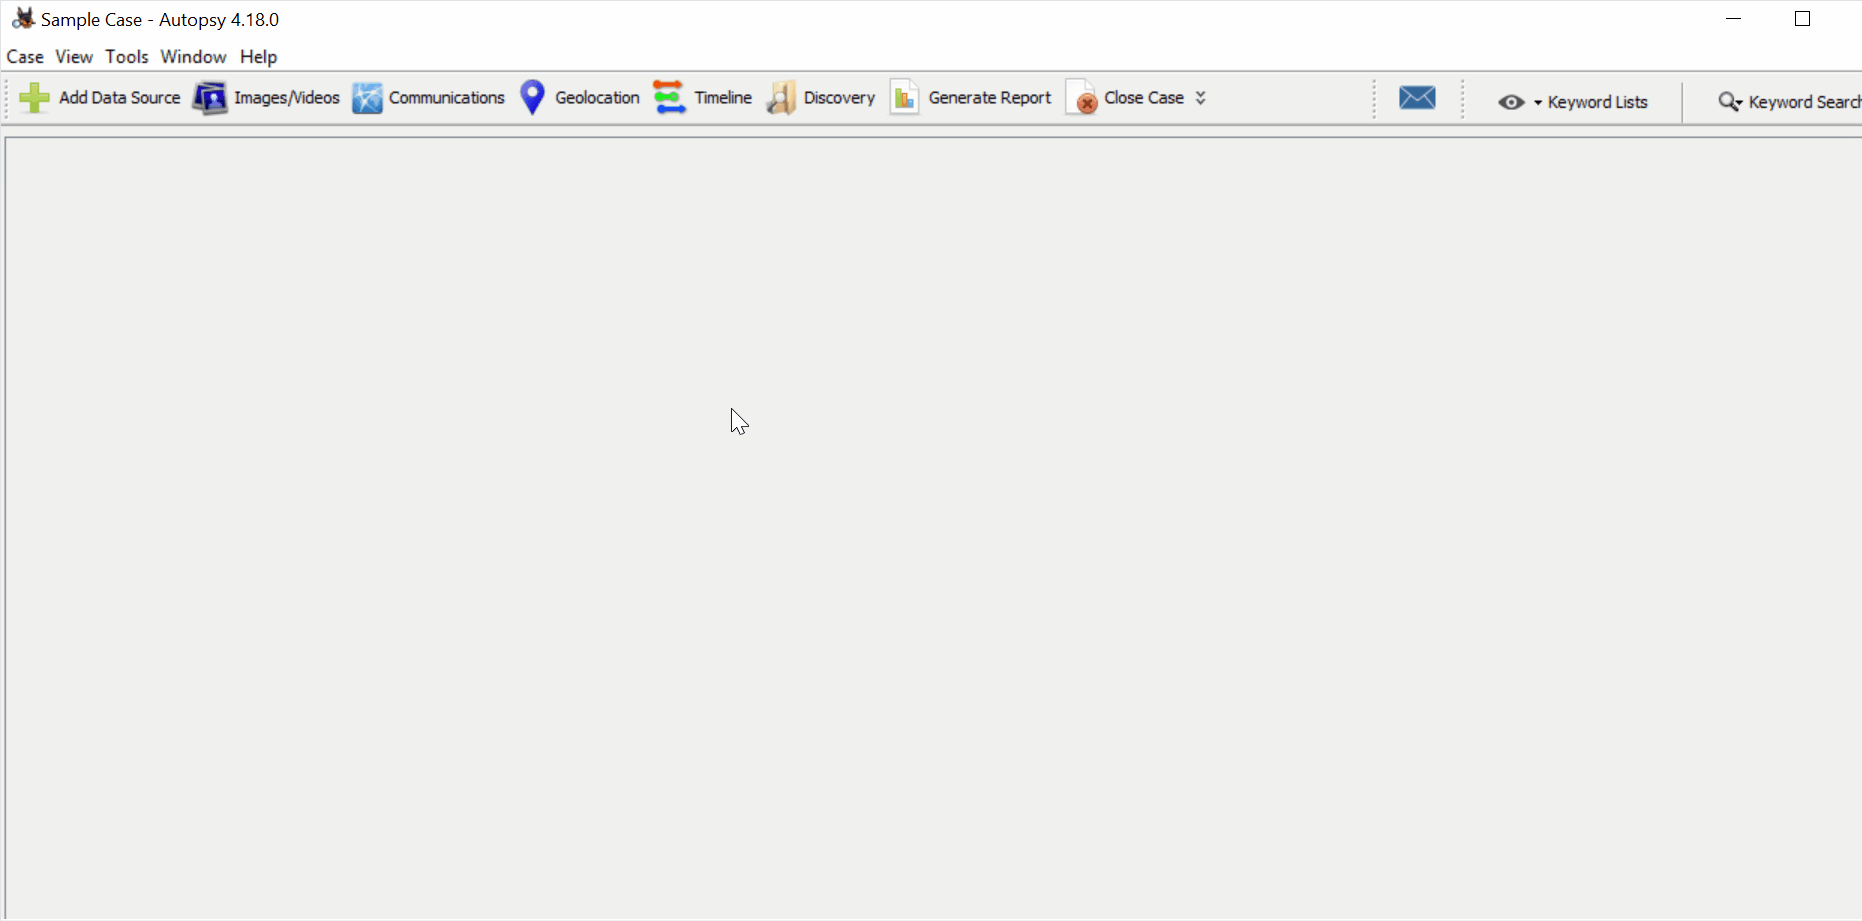 Sample Case - Autopsy 4.18.0
Case View Tools Window Help
Add Data Source Images/Videos Communications Geolocation Timeline Discovery Generate Report Close Case Keyword Lists Keyword Search